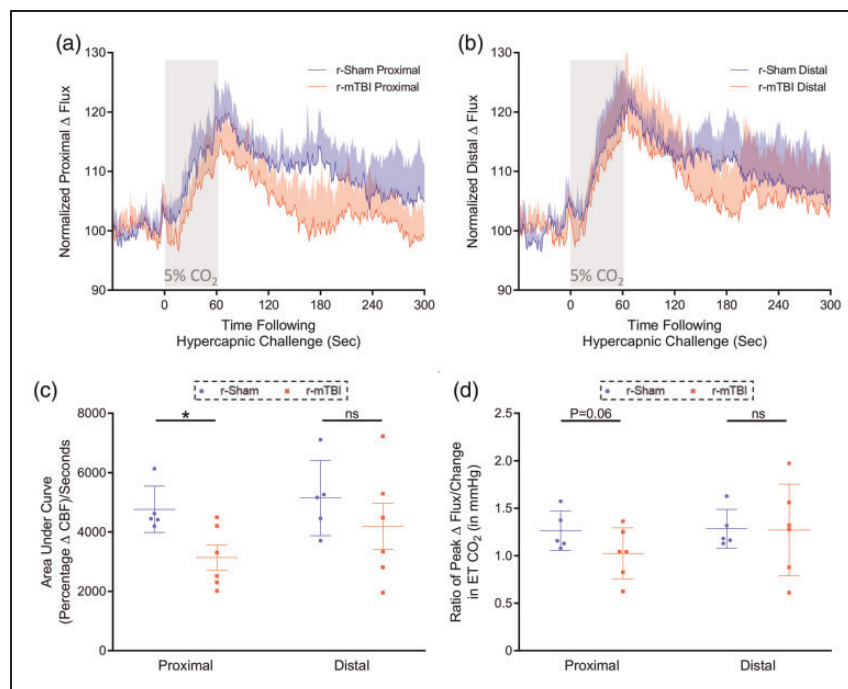 (a)
130
120
110
100
90
Normalized Proximal Δ Flux
r-Sham Proximal
r-mTBI Proximal
5% CO₂
0 60 120 180 240 300
Time Following
Hypercapnic Challenge (Sec)
(b)
130
120
110
100
90
Normalized Distal Δ Flux
r-Sham Distal
r-mTBI Distal
5% CO₂
0 60 120 180 240 300
Time Following
Hypercapnic Challenge (Sec)
(c)
r-Sham r-mTBI
8000
6000
4000
2000
0
Area Under Curve
(Percentage Δ CBF)/Seconds
*
ns
Proximal Distal
(d)
r-Sham r-mTBI
2.5
2.0
1.5
1.0
0.5
0.0
Ratio of Peak Δ Flux/Change
in ET CO₂ (in mmHg)
P=0.06
ns
Proximal Distal